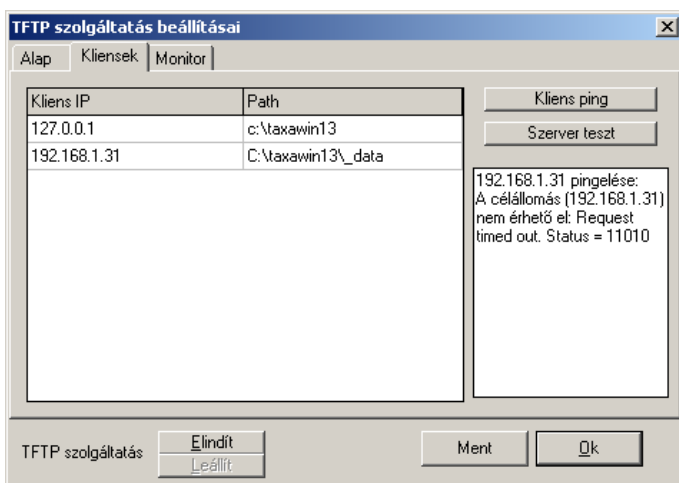 TFTP szolgáltatás beállításai
Alap Kliensek Monitor
Kliens IP Path
127.0.0.1 c:\taxawin13
192.168.1.31 C:\taxawin13\_data
Kliens ping
Szerver teszt
192.168.1.31 pingelése:
A célállomás (192.168.1.31)
nem érhető el: Request
timed out. Status = 11010
TFTP szolgáltatás
Elindít
Leállít
Ment
Ok